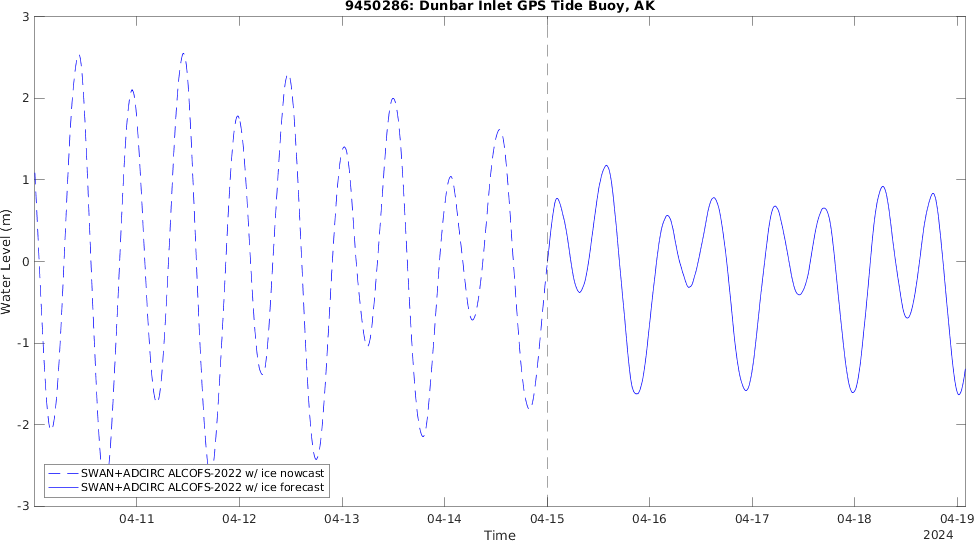 9450286: Dunbar Inlet GPS Tide Buoy, AK
Water Level (m)
3
2
1
0
-1
-2
-3
SWAN+ADCIRC ALCOFS-2022 w/ ice nowcast
SWAN+ADCIRC ALCOFS-2022 w/ ice forecast
04-11 04-12 04-13 04-14 04-15 04-16 04-17 04-18 04-19
Time
2024